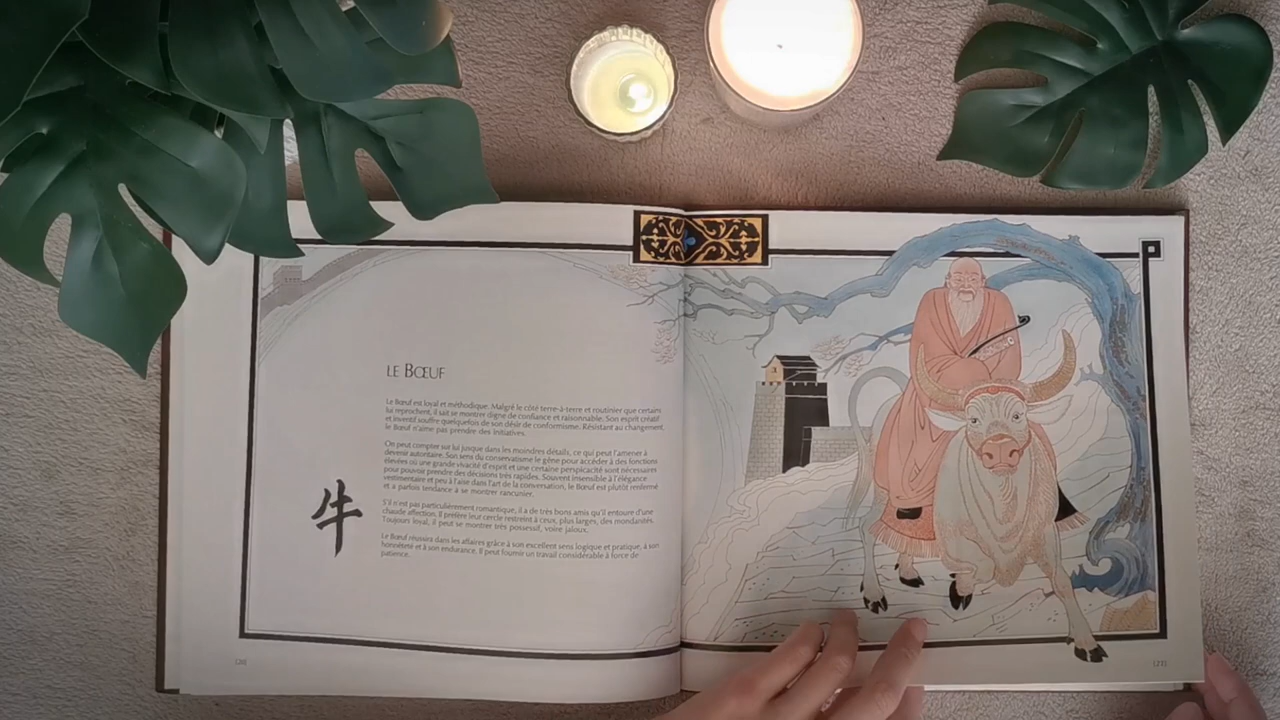 LE BŒUF
Le Bœuf est loyal et méthodique. Malgré le côté terre-à-terre et routinier que certains
lui reprochent, il sait se montrer digne de confiance et raisonnable. Son esprit créatif
et inventif souffre quelquefois de son désir de conformisme. Résistant au changement,
le Bœuf n'aime pas prendre des initiatives.
On peut compter sur lui jusque dans les moindres détails, ce qui peut l'amener à
devenir autoritaire. Son sens du conservatisme le gêne pour accéder à des fonctions
élevées où une grande vivacité d'esprit et une certaine perspicacité sont nécessaires
pour pouvoir prendre des décisions très rapides. Souvent insensible à l'élégance
vestimentaire et peu à l'aise dans l'art de la conversation, le Bœuf est plutôt renfermé
et a parfois tendance à se montrer rancunier.
S'il n'est pas particulièrement romantique, il a de très bons amis qu'il entoure d'une
chaude affection. Il préfère leur cercle restreint à ceux, plus larges, des mondanités.
Toujours loyal, il peut se montrer très possessif, voire jaloux.
Le Bœuf réussira dans les affaires grâce à son excellent sens logique et pratique, à son
honnêteté et à son endurance. Il peut fournir un travail considérable à force de
patience.
牛
[20]